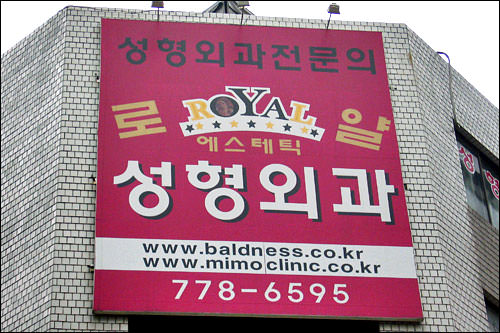 성형외과전문의
로 ROYAL 얄
에스테틱
성형외과
www.baldness.co.kr
www.mimoclinic.co.kr
778-6595